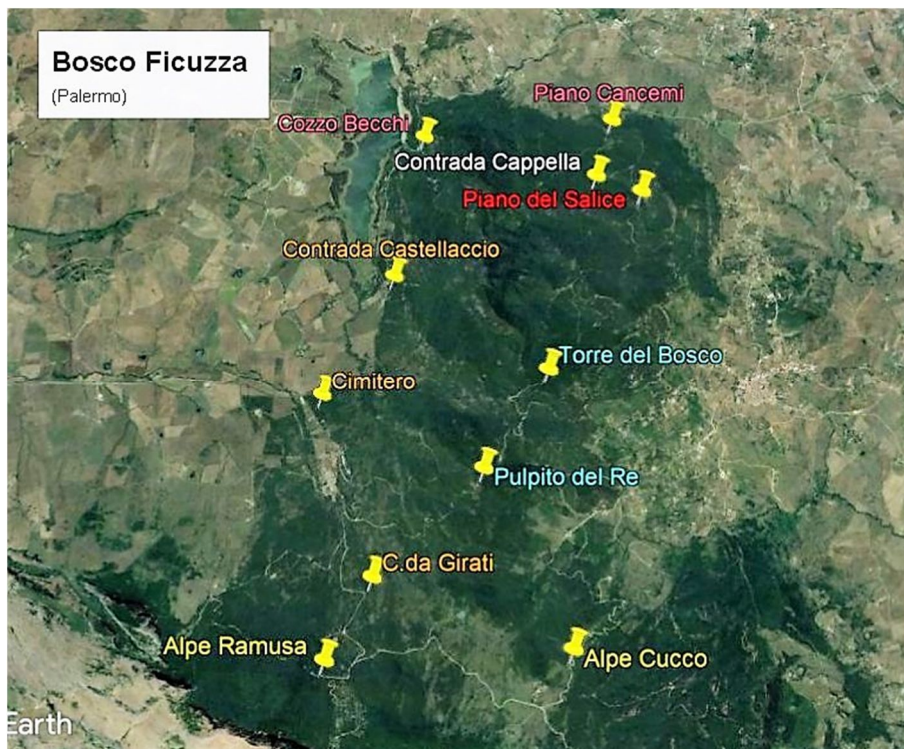 Bosco Ficuzza
(Palermo)
Piano Cancemi
Cozzo Becchi
Contrada Cappella
Piano del Salice
Contrada Castellaccio
Torre del Bosco
Cimitero
Pulpito del Re
C.da Girati
Alpe Ramusa
Alpe Cucco
Earth